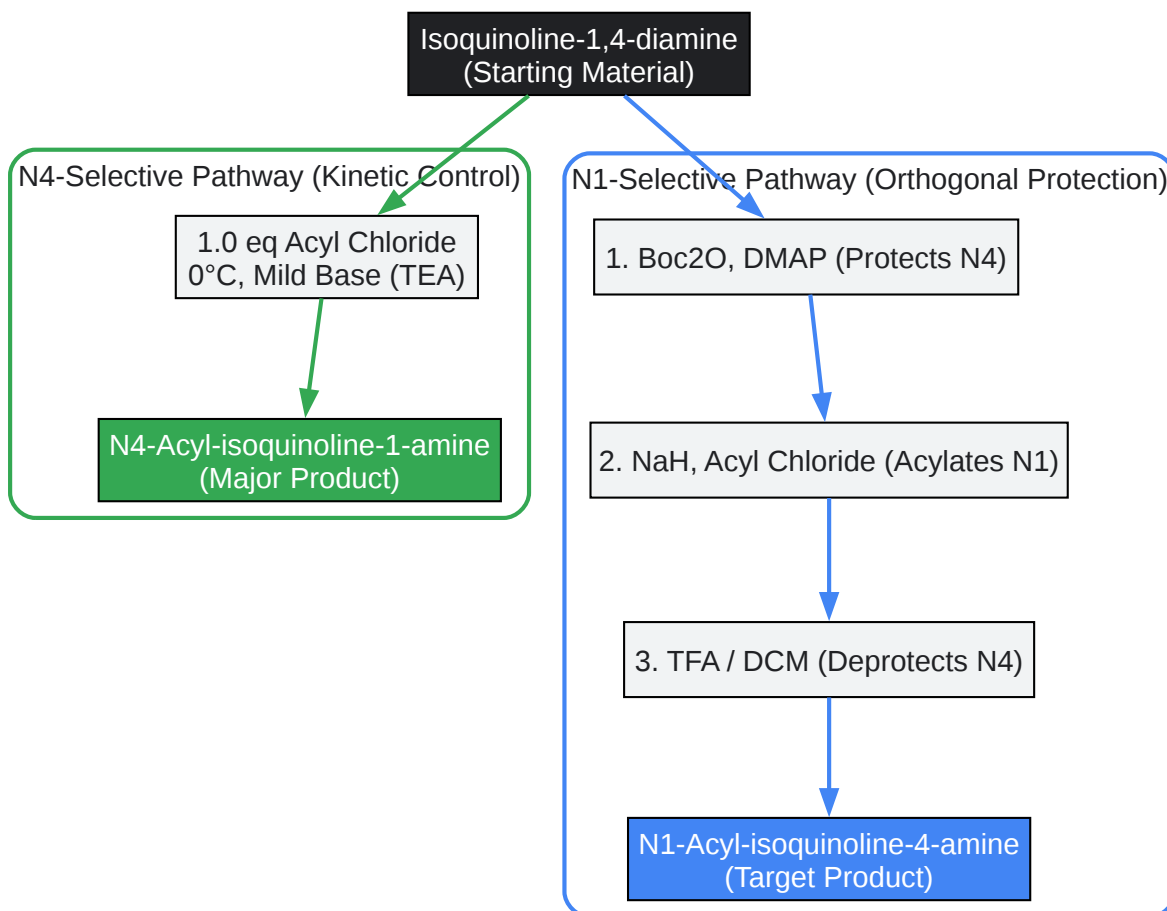 Isoquinoline-1,4-diamine
(Starting Material)
N4-Selective Pathway (Kinetic Control)
1.0 eq Acyl Chloride
0°C, Mild Base (TEA)
N4-Acyl-isoquinoline-1-amine
(Major Product)
N1-Selective Pathway (Orthogonal Protection)
1. Boc2O, DMAP (Protects N4)
2. NaH, Acyl Chloride (Acylates N1)
3. TFA / DCM (Deprotects N4)
N1-Acyl-isoquinoline-4-amine
(Target Product)